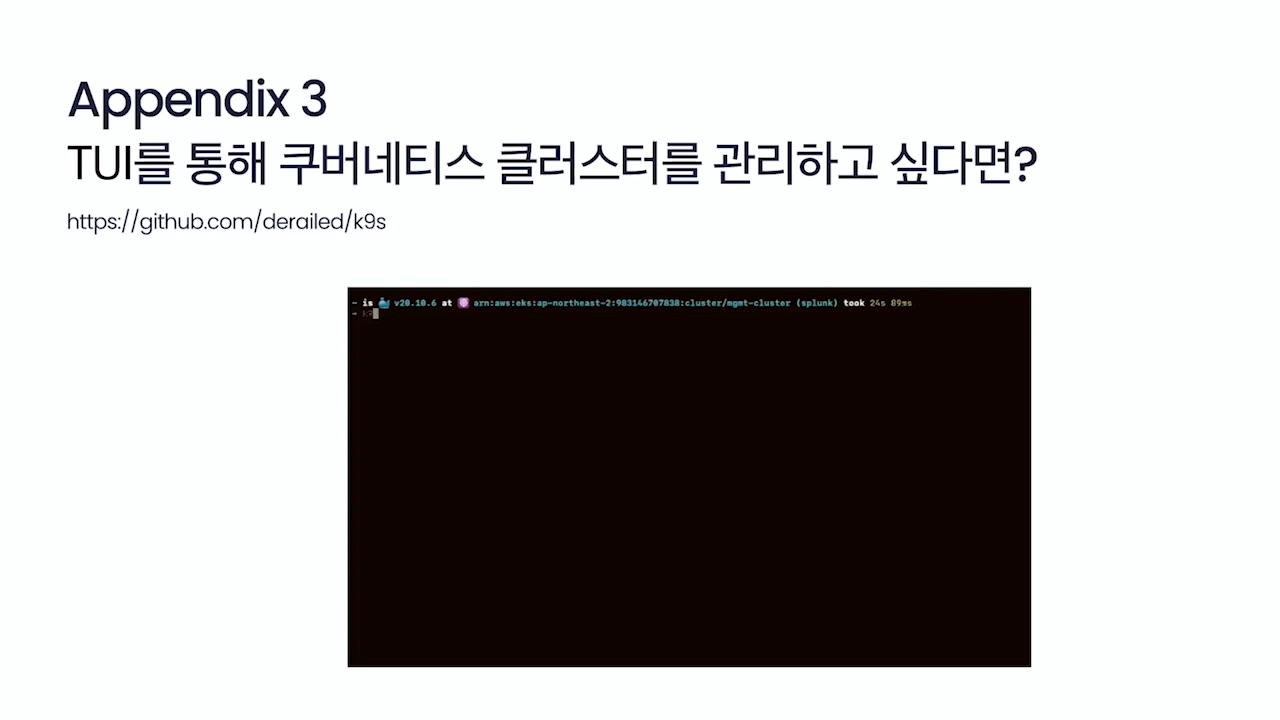 Appendix 3
TUI를 통해 쿠버네티스 클러스터를 관리하고 싶다면?
https://github.com/derailed/k9s
~ is 🐳 v20.10.6 at ☸ arn:aws:eks:ap-northeast-2:983146707838:cluster/mgmt-cluster (splunk) took 24s 89ms
→ k9